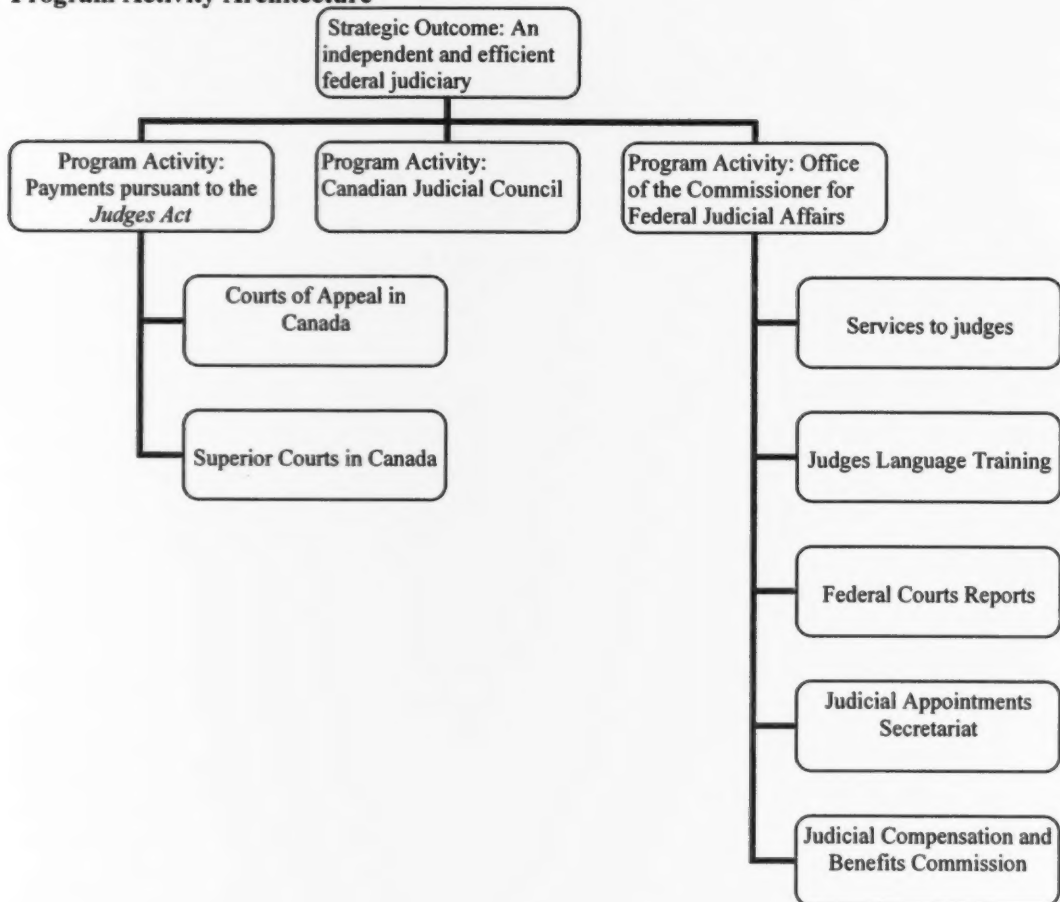 Program Activity Architecture
Strategic Outcome: An
independent and efficient
federal judiciary
Program Activity:
Payments pursuant to the
Judges Act
Program Activity:
Canadian Judicial Council
Program Activity: Office
of the Commissioner for
Federal Judicial Affairs
Courts of Appeal in
Canada
Superior Courts in Canada
Services to judges
Judges Language Training
Federal Courts Reports
Judicial Appointments
Secretariat
Judicial Compensation and
Benefits Commission